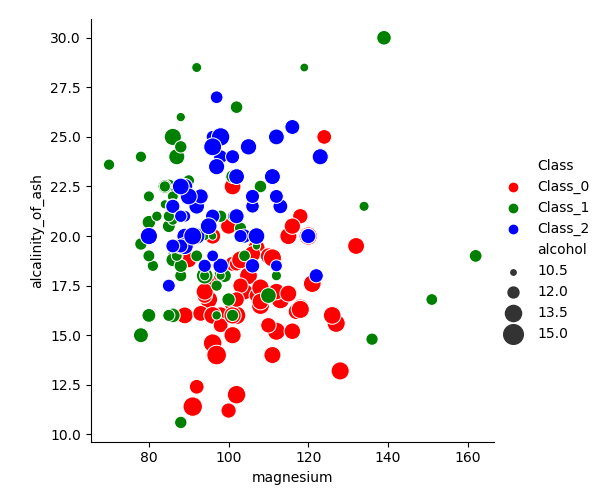 30.0
27.5
25.0
22.5
20.0
17.5
15.0
12.5
10.0
alcalinity_of_ash
80 100 120 140 160
magnesium
Class
Class_0
Class_1
Class_2
alcohol
10.5
12.0
13.5
15.0